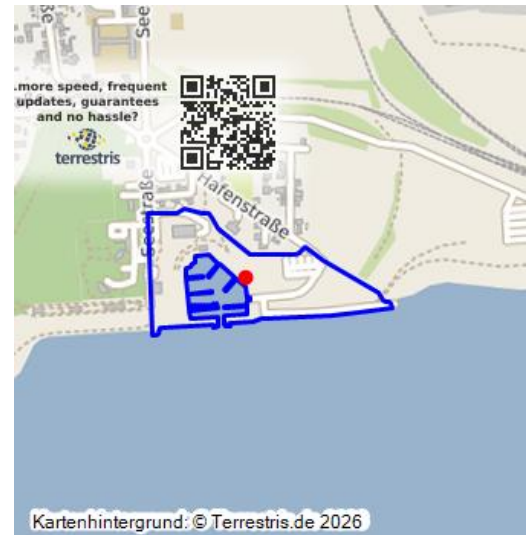 See
.more speed, frequent
updates, guarantees
and no hassle?
terrestris
Seestraße
Hafenstraße
Kartenhintergrund: © Terrestris.de 2026